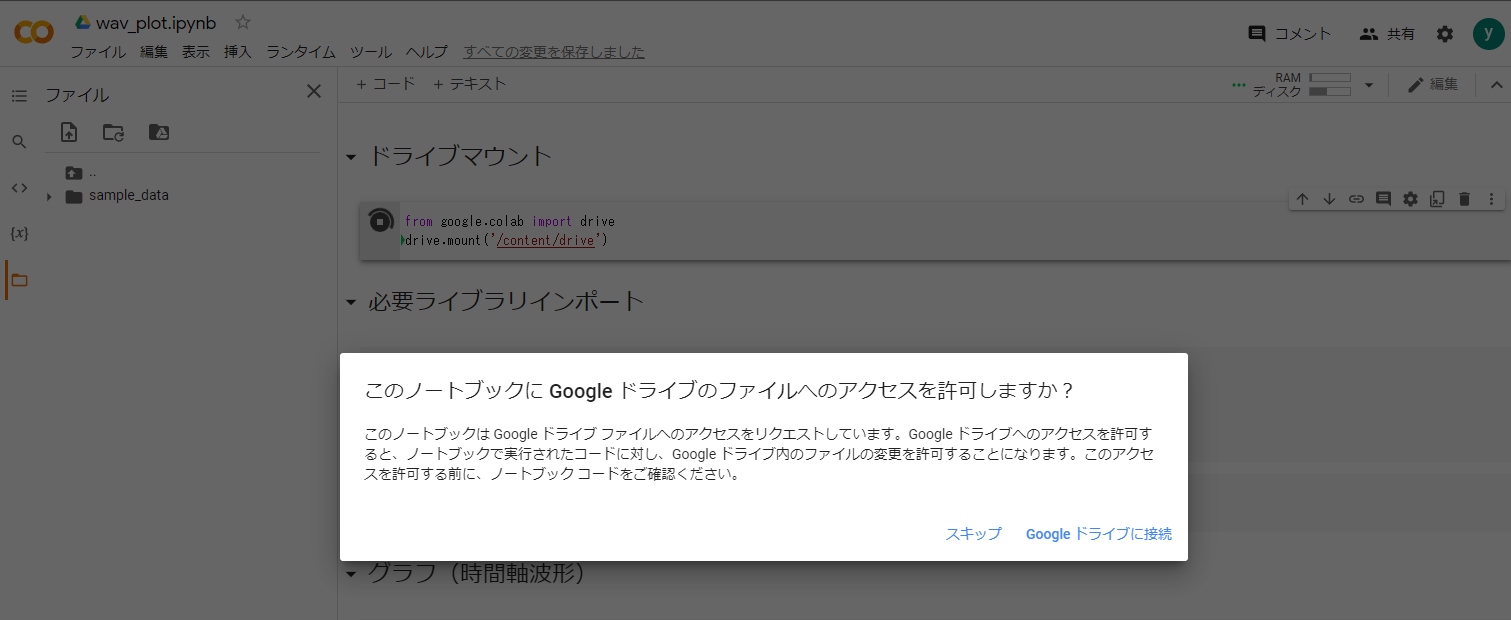 wav_plot.ipynb
ファイル 編集 表示 挿入 ランタイム ツール ヘルプ すべての変更を保存しました
コメント 共有 y
ファイル
+ コード + テキスト
RAM
ディスク
編集
..
sample_data
{x}
ドライブマウント
from google.colab import drive
drive.mount('/content/drive')
必要ライブラリインポート
このノートブックに Google ドライブのファイルへのアクセスを許可しますか？
このノートブックは Google ドライブ ファイルへのアクセスをリクエストしています。Google ドライブへのアクセスを許可す
ると、ノートブックで実行されたコードに対し、Google ドライブ内のファイルの変更を許可することになります。このアクセ
スを許可する前に、ノートブック コードをご確認ください。
スキップ Google ドライブに接続
グラフ（時間軸波形）